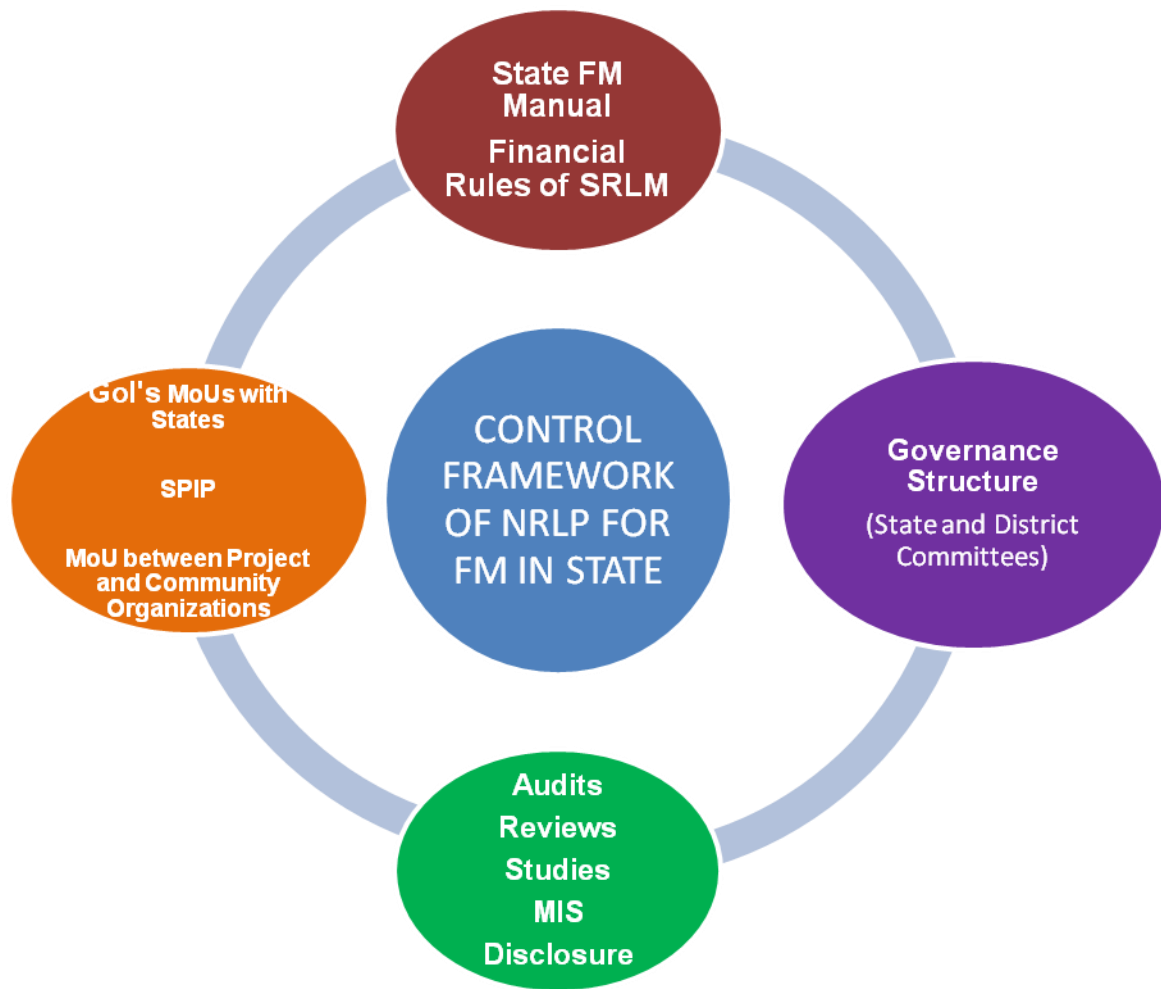 State FM
Manual
Financial
Rules of SRLM
GoI's MoUs with
States
SPIP
MoU between Project
and Community
Organizations
CONTROL
FRAMEWORK
OF NRLP FOR
FM IN STATE
Governance
Structure
(State and District
Committees)
Audits
Reviews
Studies
MIS
Disclosure